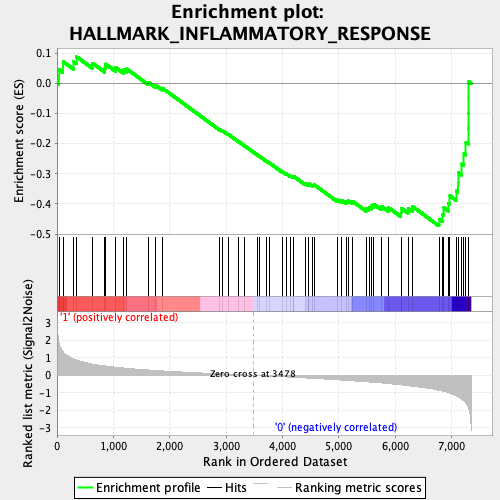 Enrichment plot:
HALLMARK_INFLAMMATORY_RESPONSE
Enrichment score (ES)
0.1
0.0
-0.1
-0.2
-0.3
-0.4
-0.5
Ranked list metric (Signal2Noise)
'1' (positively correlated)
3
2
1
0
-1
-2
-3
Zero cross at 3478
'0' (negatively correlated)
0
1,000
2,000
3,000
4,000
5,000
6,000
7,000
Rank in Ordered Dataset
Enrichment profile
Hits
Ranking metric scores